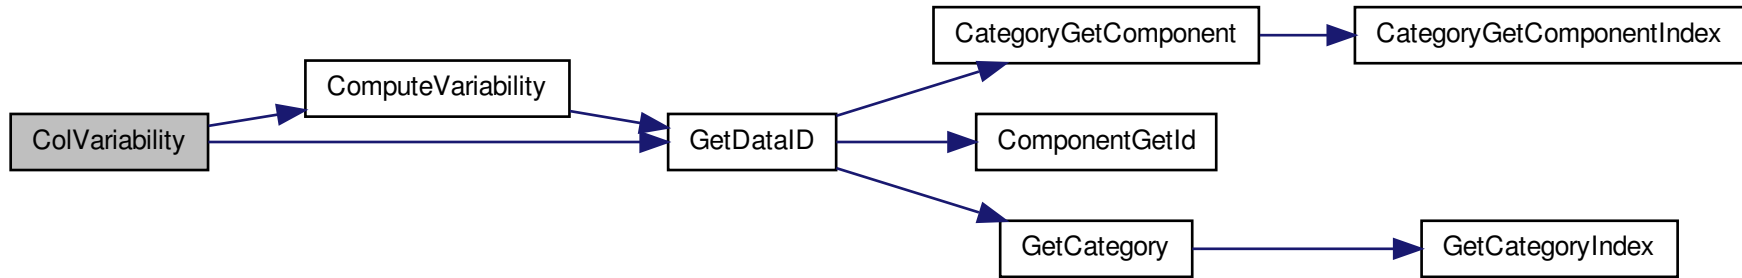 CategoryGetComponent
CategoryGetComponentIndex
ComputeVariability
ColVariability
GetDataID
ComponentGetId
GetCategory
GetCategoryIndex